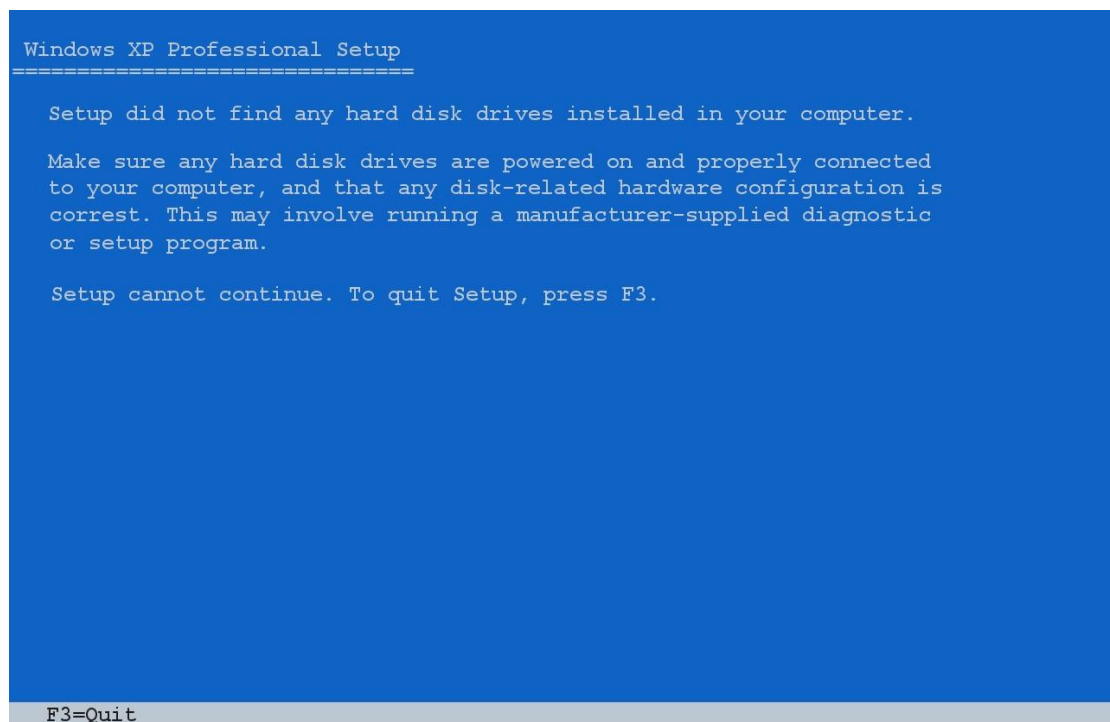 Windows XP Professional Setup
===============================
Setup did not find any hard disk drives installed in your computer.
Make sure any hard disk drives are powered on and properly connected
to your computer, and that any disk-related hardware configuration is
correst. This may involve running a manufacturer-supplied diagnostic
or setup program.
Setup cannot continue. To quit Setup, press F3.
F3=Quit